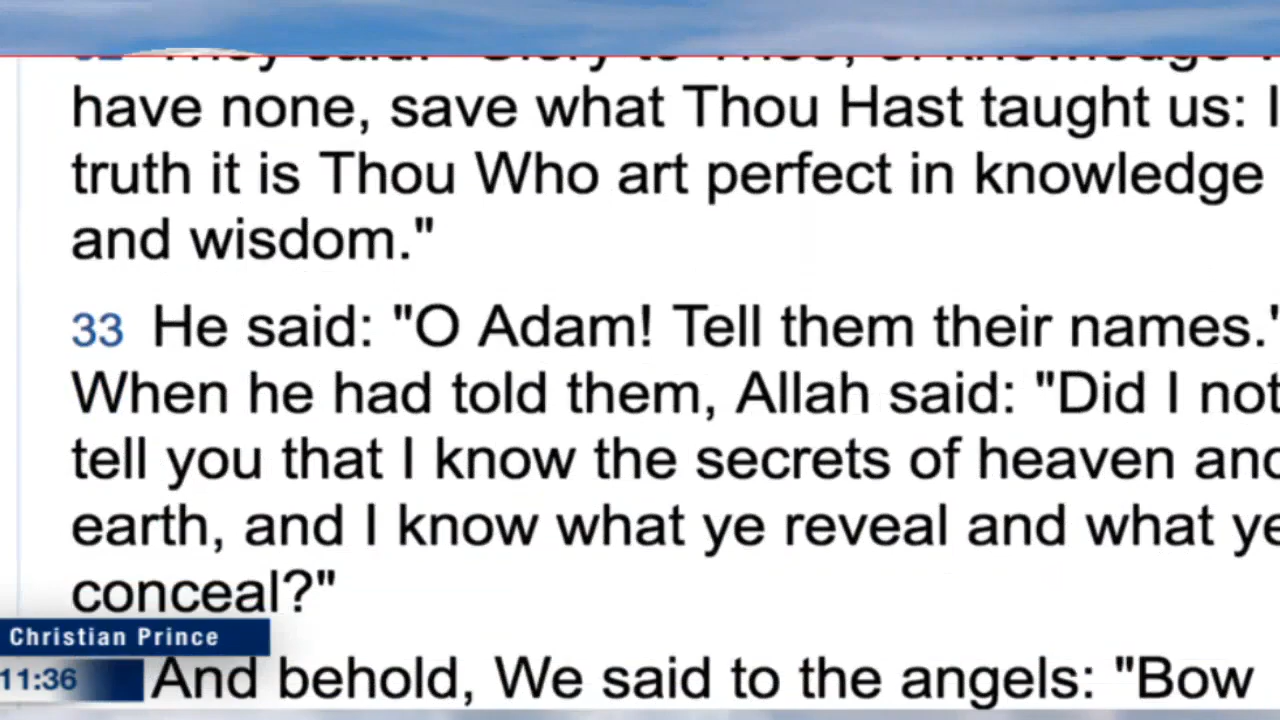 have none, save what Thou Hast taught us: I
truth it is Thou Who art perfect in knowledge
and wisdom."
33 He said: "O Adam! Tell them their names."
When he had told them, Allah said: "Did I not
tell you that I know the secrets of heaven and
earth, and I know what ye reveal and what ye
conceal?"
Christian Prince
11:36
And behold, We said to the angels: "Bow